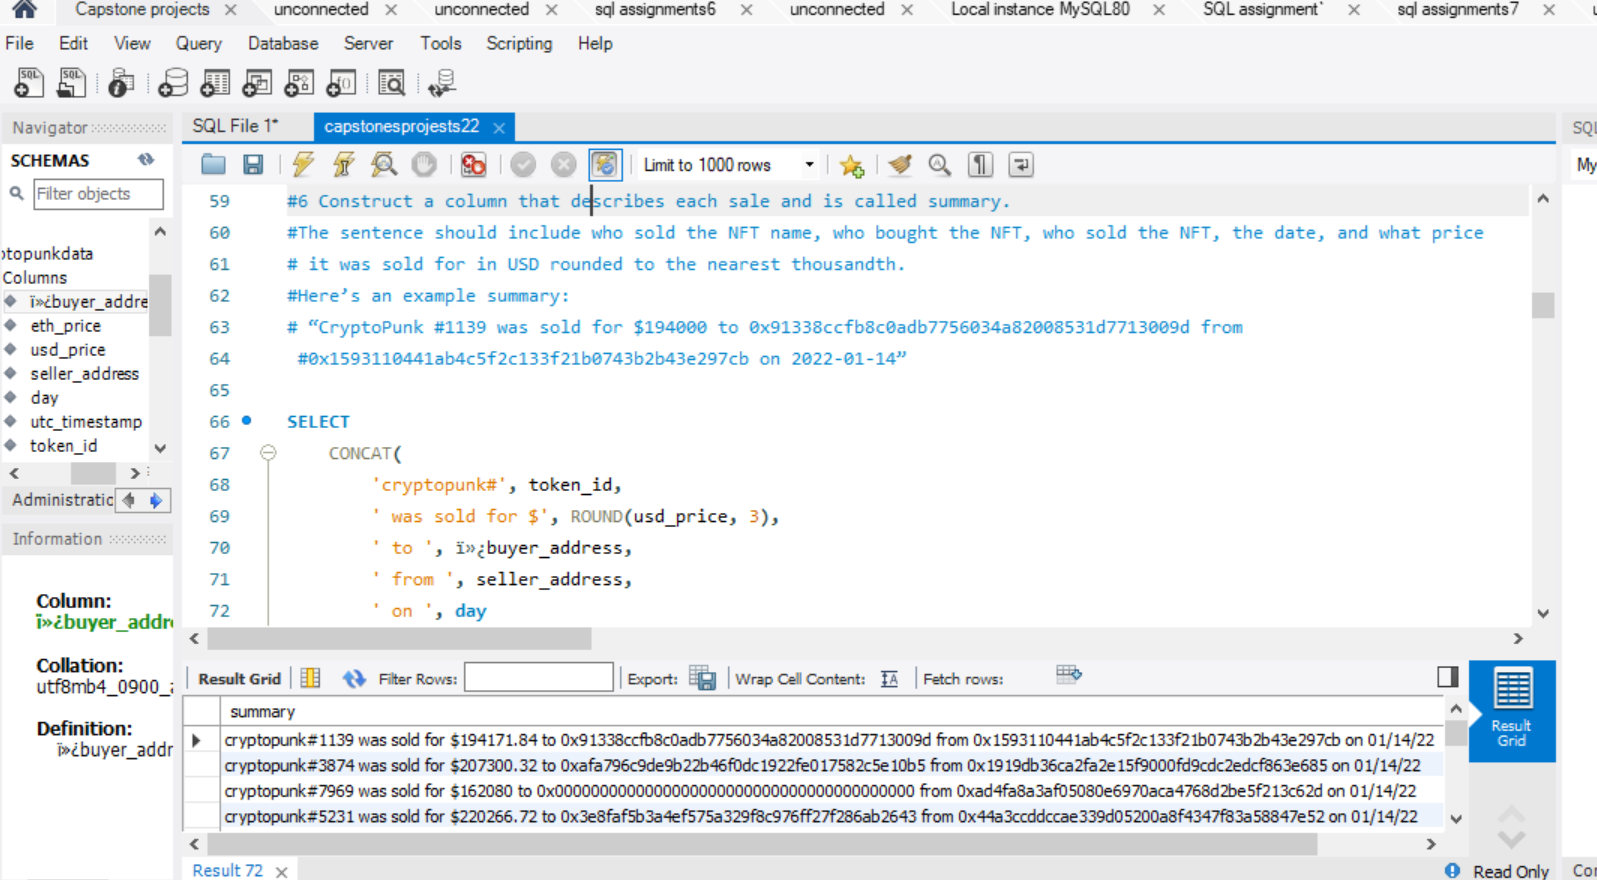 Capstone projects
unconnected
unconnected
sql assignments6
unconnected
Local instance MySQL80
SQL assignment`
sql assignments7
File Edit View Query Database Server Tools Scripting Help
Navigator
SQL File 1*
capstonesprojests22
SCHEMAS
Limit to 1000 rows
My
Filter objects
ptopunkdata
Columns
ï»¿buyer_addre
eth_price
usd_price
seller_address
day
utc_timestamp
token_id
Administratic
Information
Column:
ï»¿buyer_addr
Collation:
utf8mb4_0900_
Definition:
ï»¿buyer_addr
59 #6 Construct a column that describes each sale and is called summary.
60 #The sentence should include who sold the NFT name, who bought the NFT, who sold the NFT, the date, and what price
61 # it was sold for in USD rounded to the nearest thousandth.
62 #Here’s an example summary:
63 # “CryptoPunk #1139 was sold for $194000 to 0x91338ccfb8c0adb7756034a82008531d7713009d from
64 #0x1593110441ab4c5f2c133f21b0743b2b43e297cb on 2022-01-14”
65
66 SELECT
67 CONCAT(
68 'cryptopunk#', token_id,
69 ' was sold for $', ROUND(usd_price, 3),
70 ' to ', ï»¿buyer_address,
71 ' from ', seller_address,
72 ' on ', day
Result Grid Filter Rows: Export: Wrap Cell Content: Fetch rows:
summary
cryptopunk#1139 was sold for $194171.84 to 0x91338ccfb8c0adb7756034a82008531d7713009d from 0x1593110441ab4c5f2c133f21b0743b2b43e297cb on 01/14/22
cryptopunk#3874 was sold for $207300.32 to 0xafa796c9de9b22b46f0dc1922fe017582c5e10b5 from 0x1919db36ca2fa2e15f9000fd9cdc2edcf863e685 on 01/14/22
cryptopunk#7969 was sold for $162080 to 0x0000000000000000000000000000000000000000 from 0xad4fa8a3af05080e6970aca4768d2be5f213c62d on 01/14/22
cryptopunk#5231 was sold for $220266.72 to 0x3e8faf5b3a4ef575a329f8c976ff27f286ab2643 from 0x44a3ccddccae339d05200a8f4347f83a58847e52 on 01/14/22
Result
Grid
Result 72
Read Only